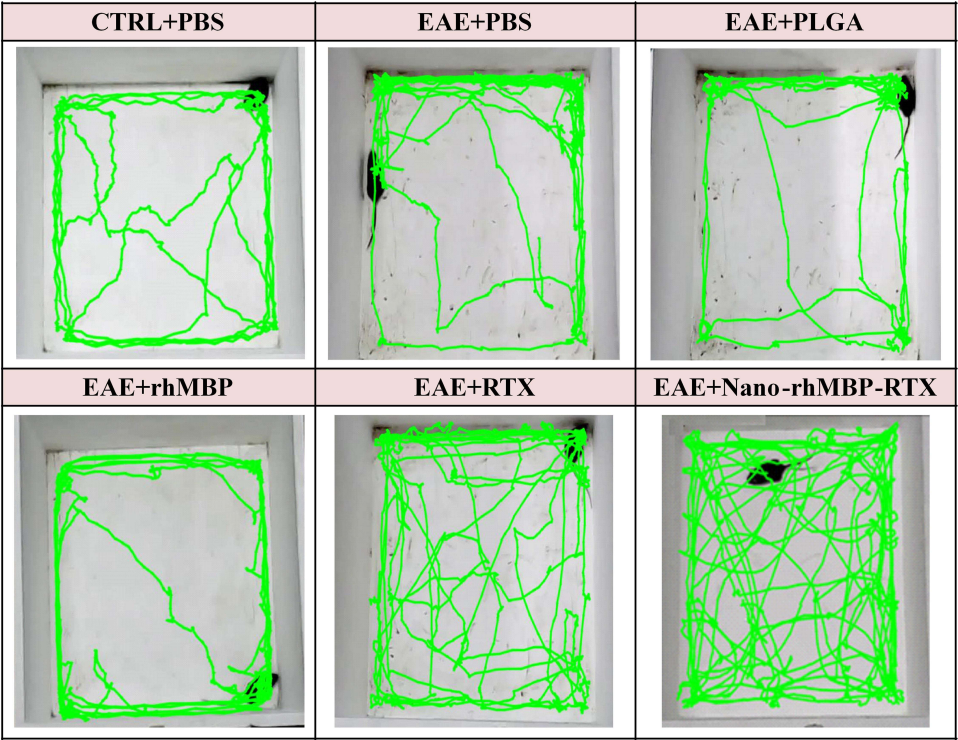 CTRL+PBS
EAE+PBS
EAE+PLGA
EAE+rhMBP
EAE+RTX
EAE+Nano-rhMBP-RTX